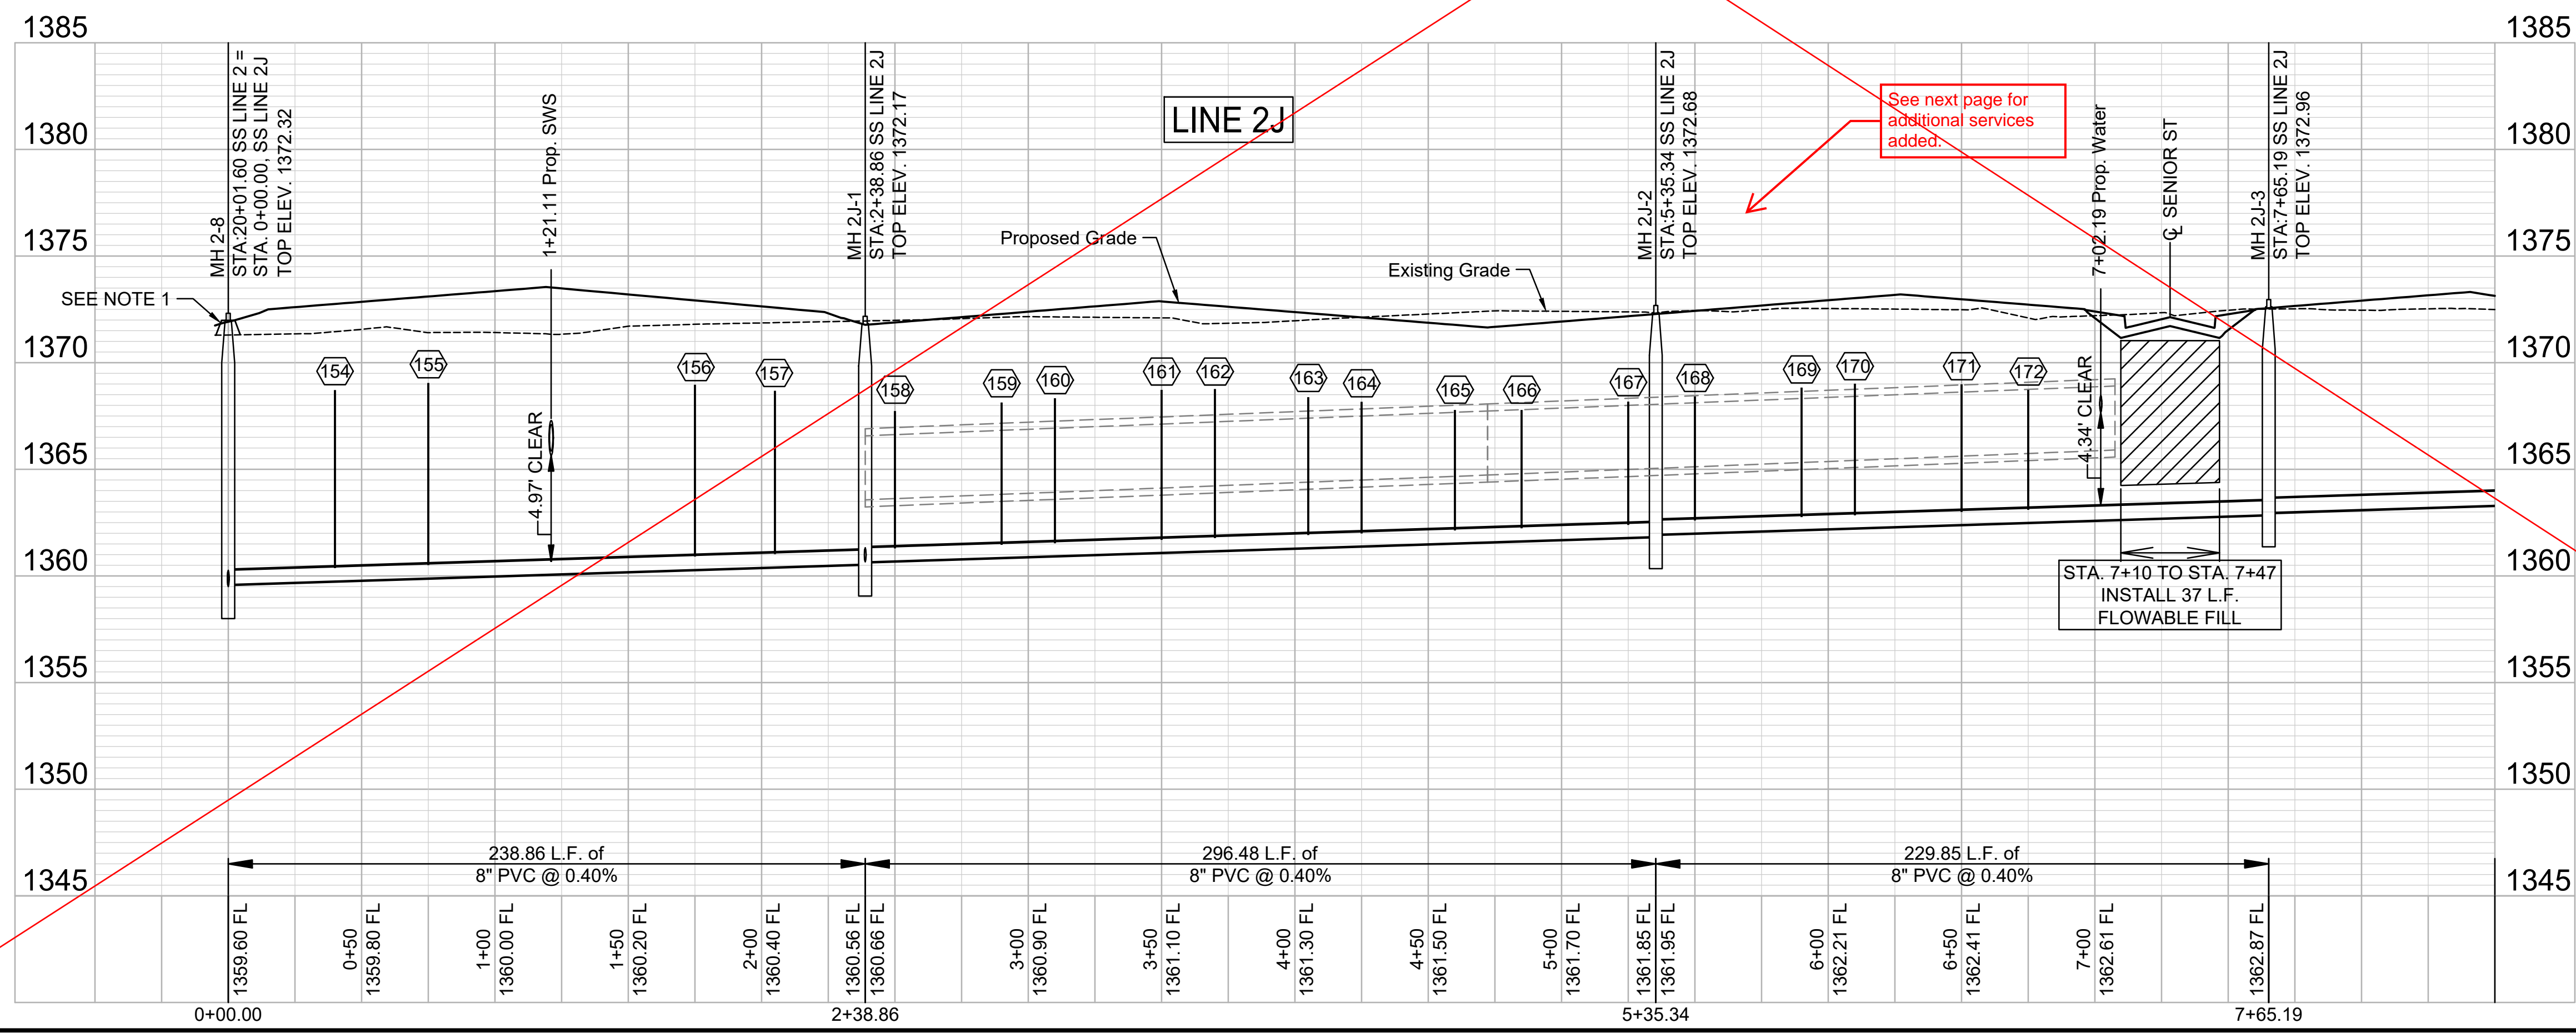 1385
1380
1375
1370
1365
1360
1355
1350
1345
1385
1380
1375
1370
1365
1360
1355
1350
1345
MH 2-8
STA:20+01.60 SS LINE 2 =
STA. 0+00.00, SS LINE 2J
TOP ELEV. 1372.32
1+21.11 Prop. SWS
MH 2J-1
STA:2+38.86 SS LINE 2J
TOP ELEV. 1372.17
LINE 2J
MH 2J-2
STA:5+35.34 SS LINE 2J
TOP ELEV. 1372.68
See next page for
additional services
added.
7+02.19 Prop. Water
℄ SENIOR ST
MH 2J-3
STA:7+65.19 SS LINE 2J
TOP ELEV. 1372.96
SEE NOTE 1
Proposed Grade
Existing Grade
154
155
156
157
158
159
160
161
162
163
164
165
166
167
168
169
170
171
172
4.97' CLEAR
4.34' CLEAR
STA. 7+10 TO STA. 7+47
INSTALL 37 L.F.
FLOWABLE FILL
238.86 L.F. of
8" PVC @ 0.40%
296.48 L.F. of
8" PVC @ 0.40%
229.85 L.F. of
8" PVC @ 0.40%
1359.60 FL
0+50
1359.80 FL
1+00
1360.00 FL
1+50
1360.20 FL
2+00
1360.40 FL
1360.56 FL
1360.66 FL
3+00
1360.90 FL
3+50
1361.10 FL
4+00
1361.30 FL
4+50
1361.50 FL
5+00
1361.70 FL
1361.85 FL
1361.95 FL
6+00
1362.21 FL
6+50
1362.41 FL
7+00
1362.61 FL
1362.87 FL
0+00.00
2+38.86
5+35.34
7+65.19